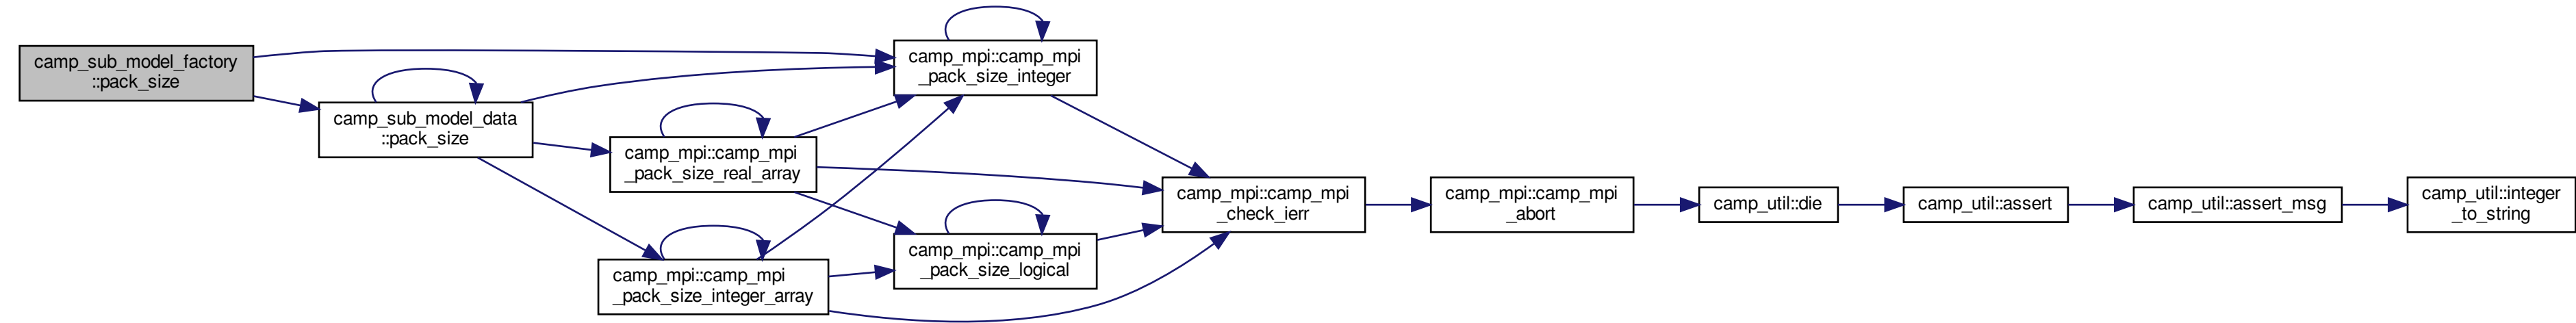 camp_sub_model_factory
::pack_size
camp_sub_model_data
::pack_size
camp_mpi::camp_mpi
_pack_size_integer
camp_mpi::camp_mpi
_pack_size_real_array
camp_mpi::camp_mpi
_pack_size_logical
camp_mpi::camp_mpi
_pack_size_integer_array
camp_mpi::camp_mpi
_check_ierr
camp_mpi::camp_mpi
_abort
camp_util::die
camp_util::assert
camp_util::assert_msg
camp_util::integer
_to_string